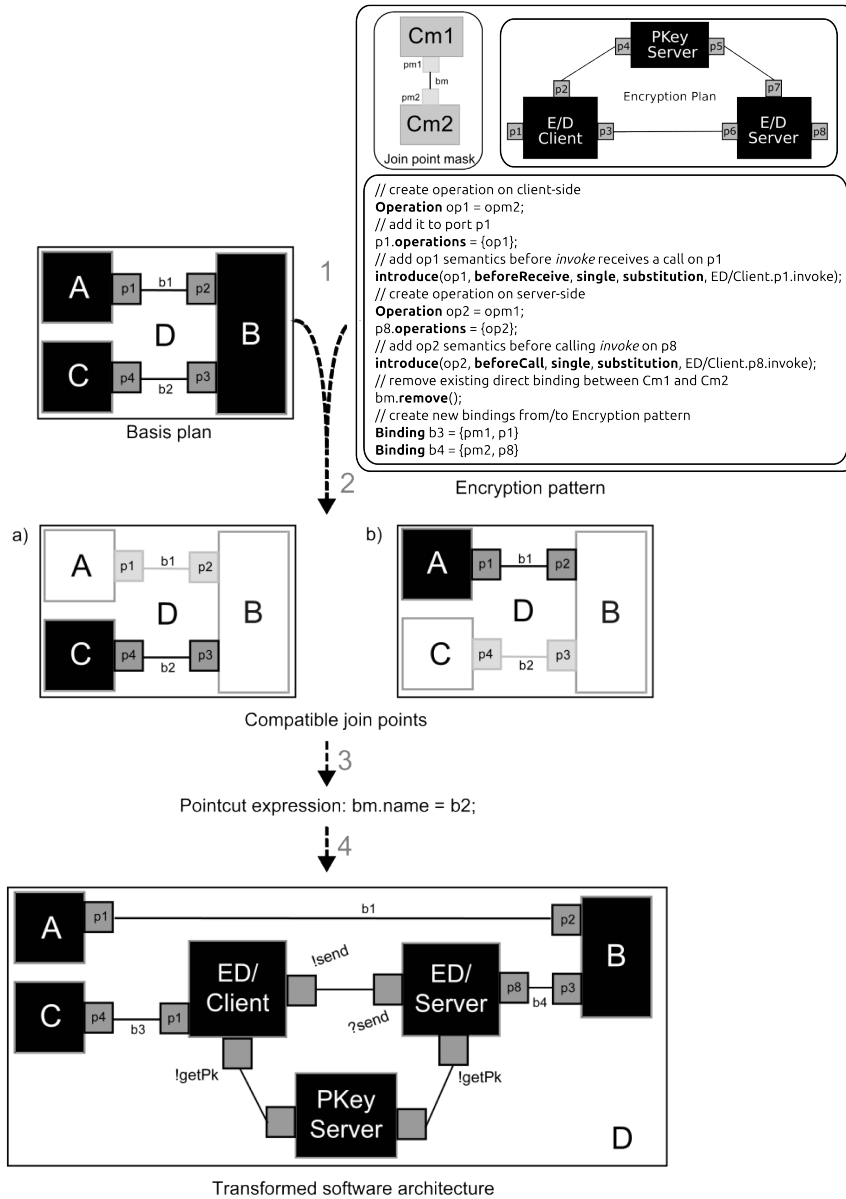 Cm1
pm1
bm
pm2
Cm2
Join point mask
PKey
Server
p4
p5
p2
p7
Encryption Plan
p1
E/D
Client
p3
p6
E/D
Server
p8
// create operation on client-side
Operation op1 = opm2;
// add it to port p1
p1.operations = {op1};
// add op1 semantics before invoke receives a call on p1
introduce(op1, beforeReceive, single, substitution, ED/Client.p1.invoke);
// create operation on server-side
Operation op2 = opm1;
p8.operations = {op2};
// add op2 semantics before calling invoke on p8
introduce(op2, beforeCall, single, substitution, ED/Client.p8.invoke);
// remove existing direct binding between Cm1 and Cm2
bm.remove();
// create new bindings from/to Encryption pattern
Binding b3 = {pm1, p1}
Binding b4 = {pm2, p8}
Encryption pattern
A
p1
b1
p2
D
B
C
p4
b2
p3
Basis plan
1
2
a)
A
p1
b1
p2
D
B
C
p4
b2
p3
b)
A
p1
b1
p2
D
B
C
p4
b2
p3
Compatible join points
3
Pointcut expression: bm.name = b2;
4
A
p1
b1
p2
B
C
p4
b3
p1
ED/
Client
!send
?send
ED/
Server
p8
b4
p3
!getPk
!getPk
PKey
Server
D
Transformed software architecture